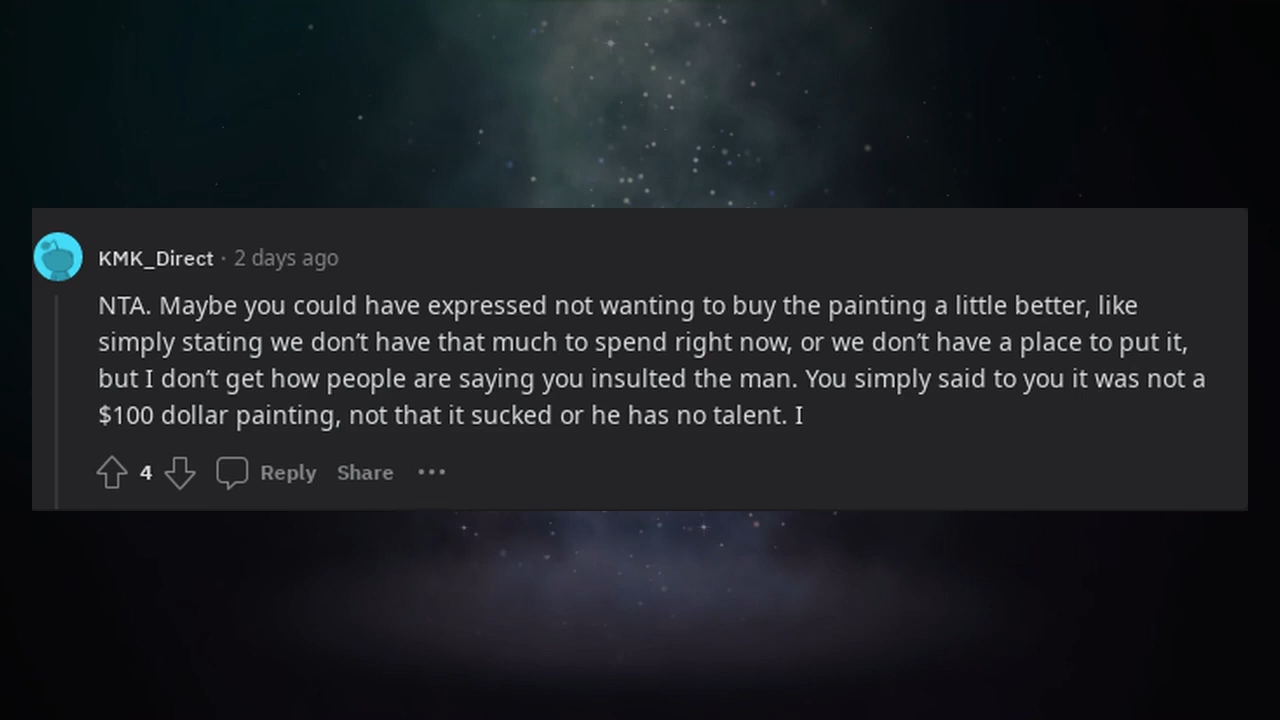 KMK_Direct · 2 days ago
NTA. Maybe you could have expressed not wanting to buy the painting a little better, like
simply stating we don’t have that much to spend right now, or we don’t have a place to put it,
but I don’t get how people are saying you insulted the man. You simply said to you it was not a
$100 dollar painting, not that it sucked or he has no talent. I
4 Reply Share •••